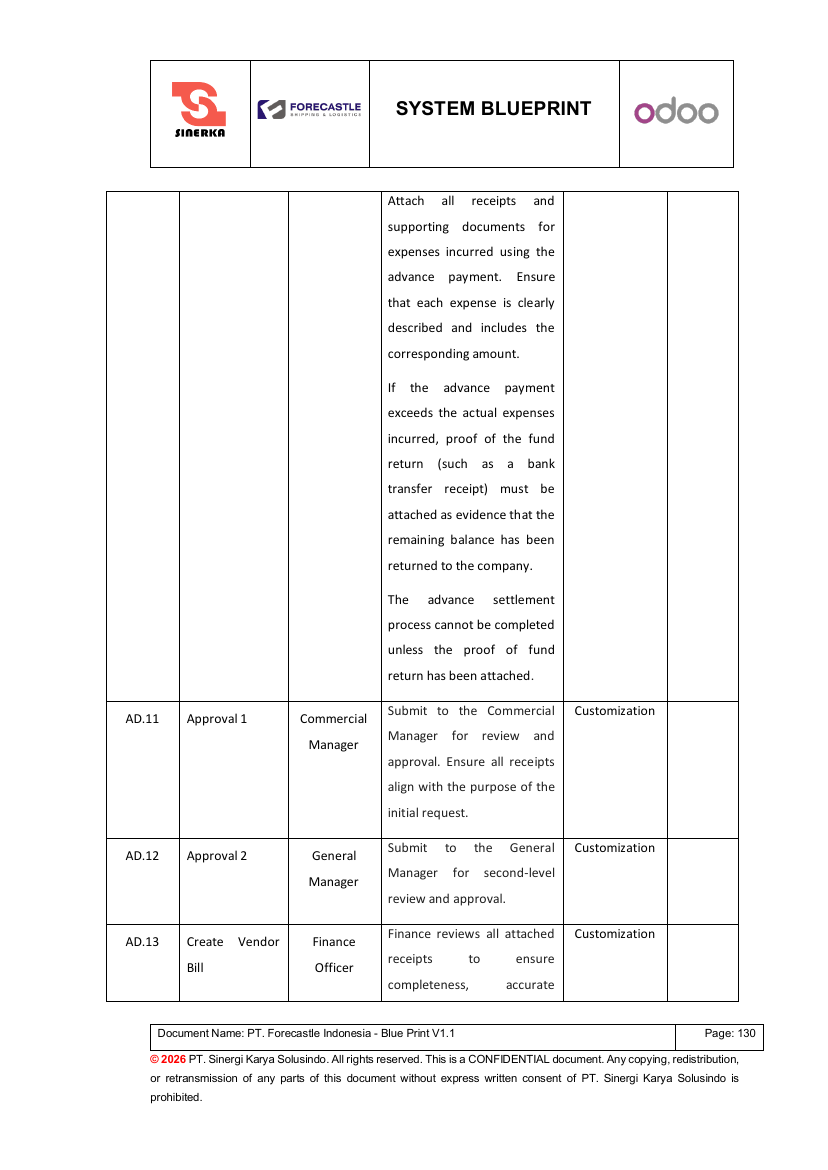 SINERKA
FORECASTLE
SHIPPING & LOGISTICS
SYSTEM BLUEPRINT
odoo
Attach all receipts and
supporting documents for
expenses incurred using the
advance payment. Ensure
that each expense is clearly
described and includes the
corresponding amount.
If the advance payment
exceeds the actual expenses
incurred, proof of the fund
return (such as a bank
transfer receipt) must be
attached as evidence that the
remaining balance has been
returned to the company.
The advance settlement
process cannot be completed
unless the proof of fund
return has been attached.
AD.11
Approval 1
Commercial
Manager
Submit to the Commercial
Manager for review and
approval. Ensure all receipts
align with the purpose of the
initial request.
Customization
AD.12
Approval 2
General
Manager
Submit to the General
Manager for second-level
review and approval.
Customization
AD.13
Create Vendor
Bill
Finance
Officer
Finance reviews all attached
receipts to ensure
completeness, accurate
Customization
Document Name: PT. Forecastle Indonesia - Blue Print V1.1
Page: 130
© 2026 PT. Sinergi Karya Solusindo. All rights reserved. This is a CONFIDENTIAL document. Any copying, redistribution,
or retransmission of any parts of this document without express written consent of PT. Sinergi Karya Solusindo is
prohibited.